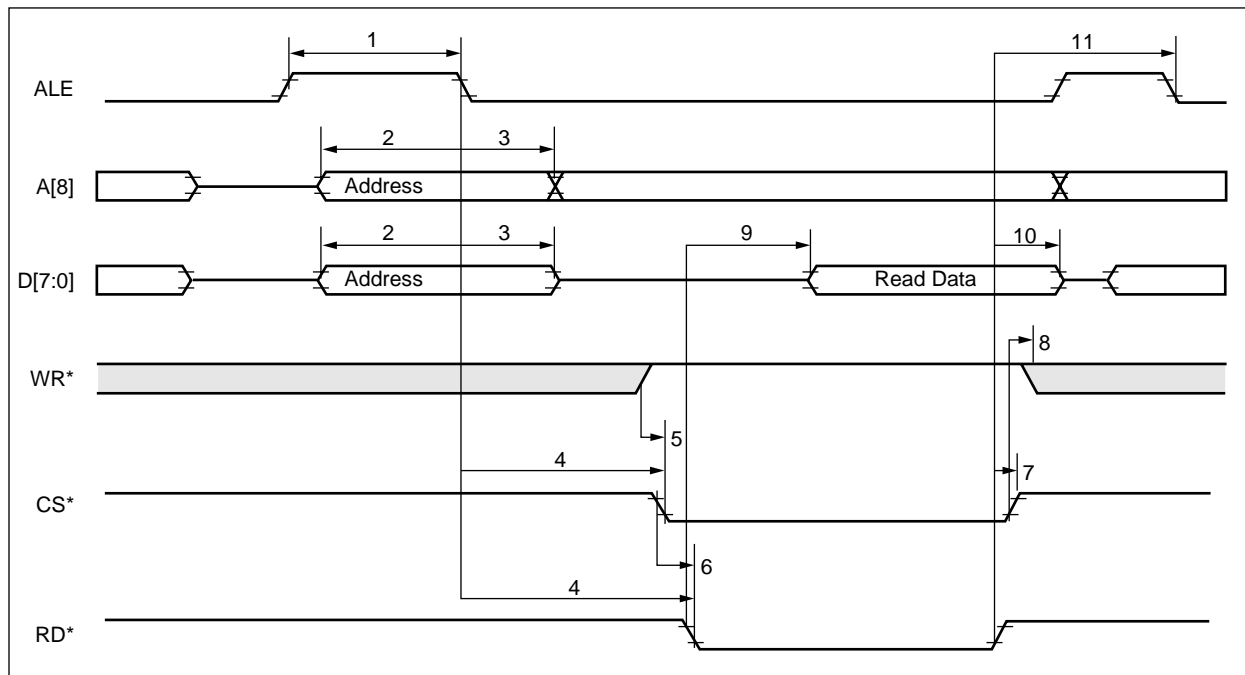 1
11
ALE
2 3
A[8]
Address
2 3
9
10
D[7:0]
Address
Read Data
8
WR*
5
4
7
CS*
6
4
RD*